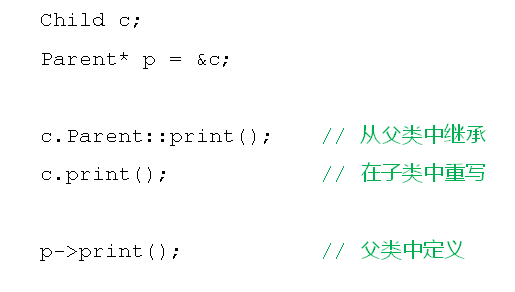 Child c;
Parent* p = &c;
c.Parent::print(); // 从父类中继承
c.print(); // 在子类中重写
p->print(); // 父类中定义